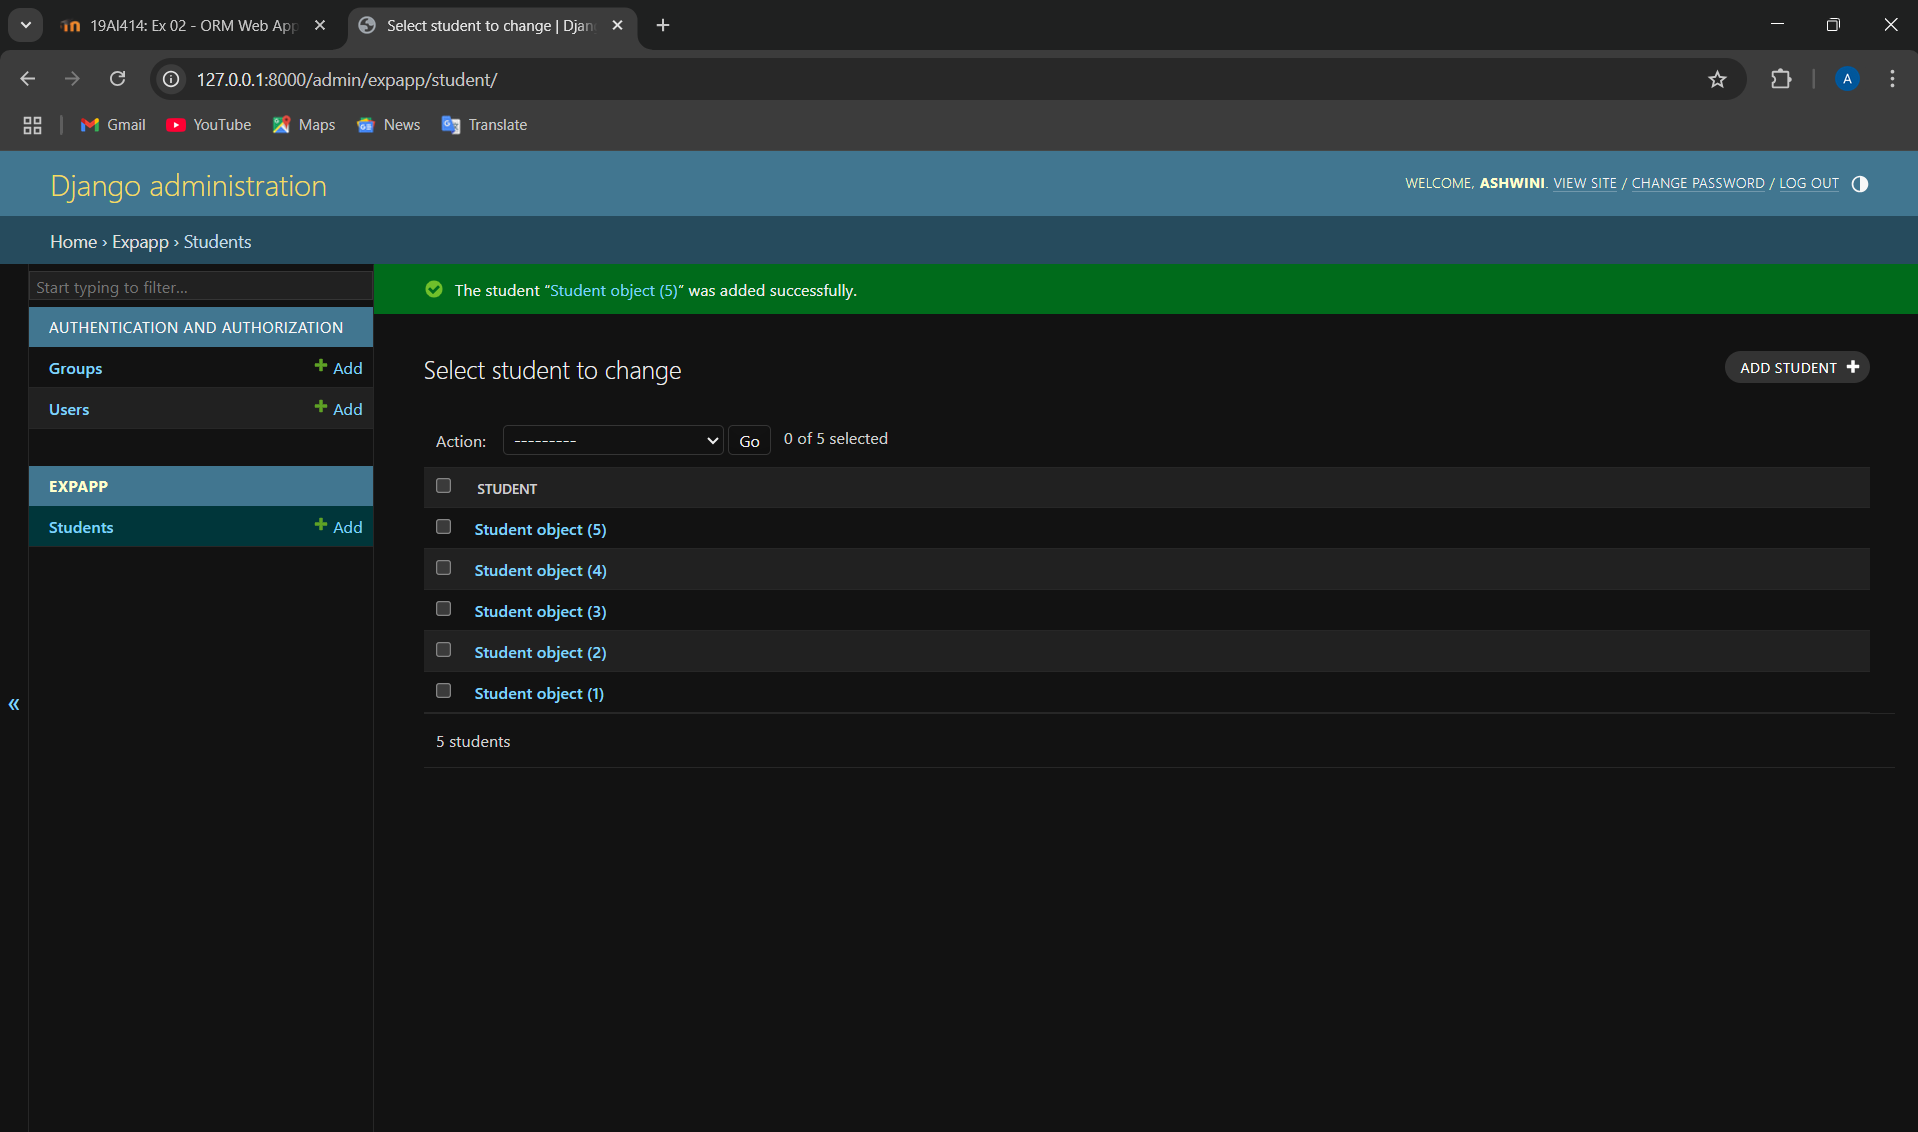 19AI414: Ex 02 - ORM Web App
Select student to change | Djan
127.0.0.1:8000/admin/expapp/student/
A
Gmail
YouTube
Maps
News
Translate
Django administration
WELCOME, ASHWINI. VIEW SITE / CHANGE PASSWORD / LOG OUT
Home › Expapp › Students
Start typing to filter...
AUTHENTICATION AND AUTHORIZATION
Groups + Add
Users + Add
EXPAPP
Students + Add
«
The student “Student object (5)” was added successfully.
Select student to change
ADD STUDENT +
Action: --------- Go 0 of 5 selected
STUDENT
Student object (5)
Student object (4)
Student object (3)
Student object (2)
Student object (1)
5 students